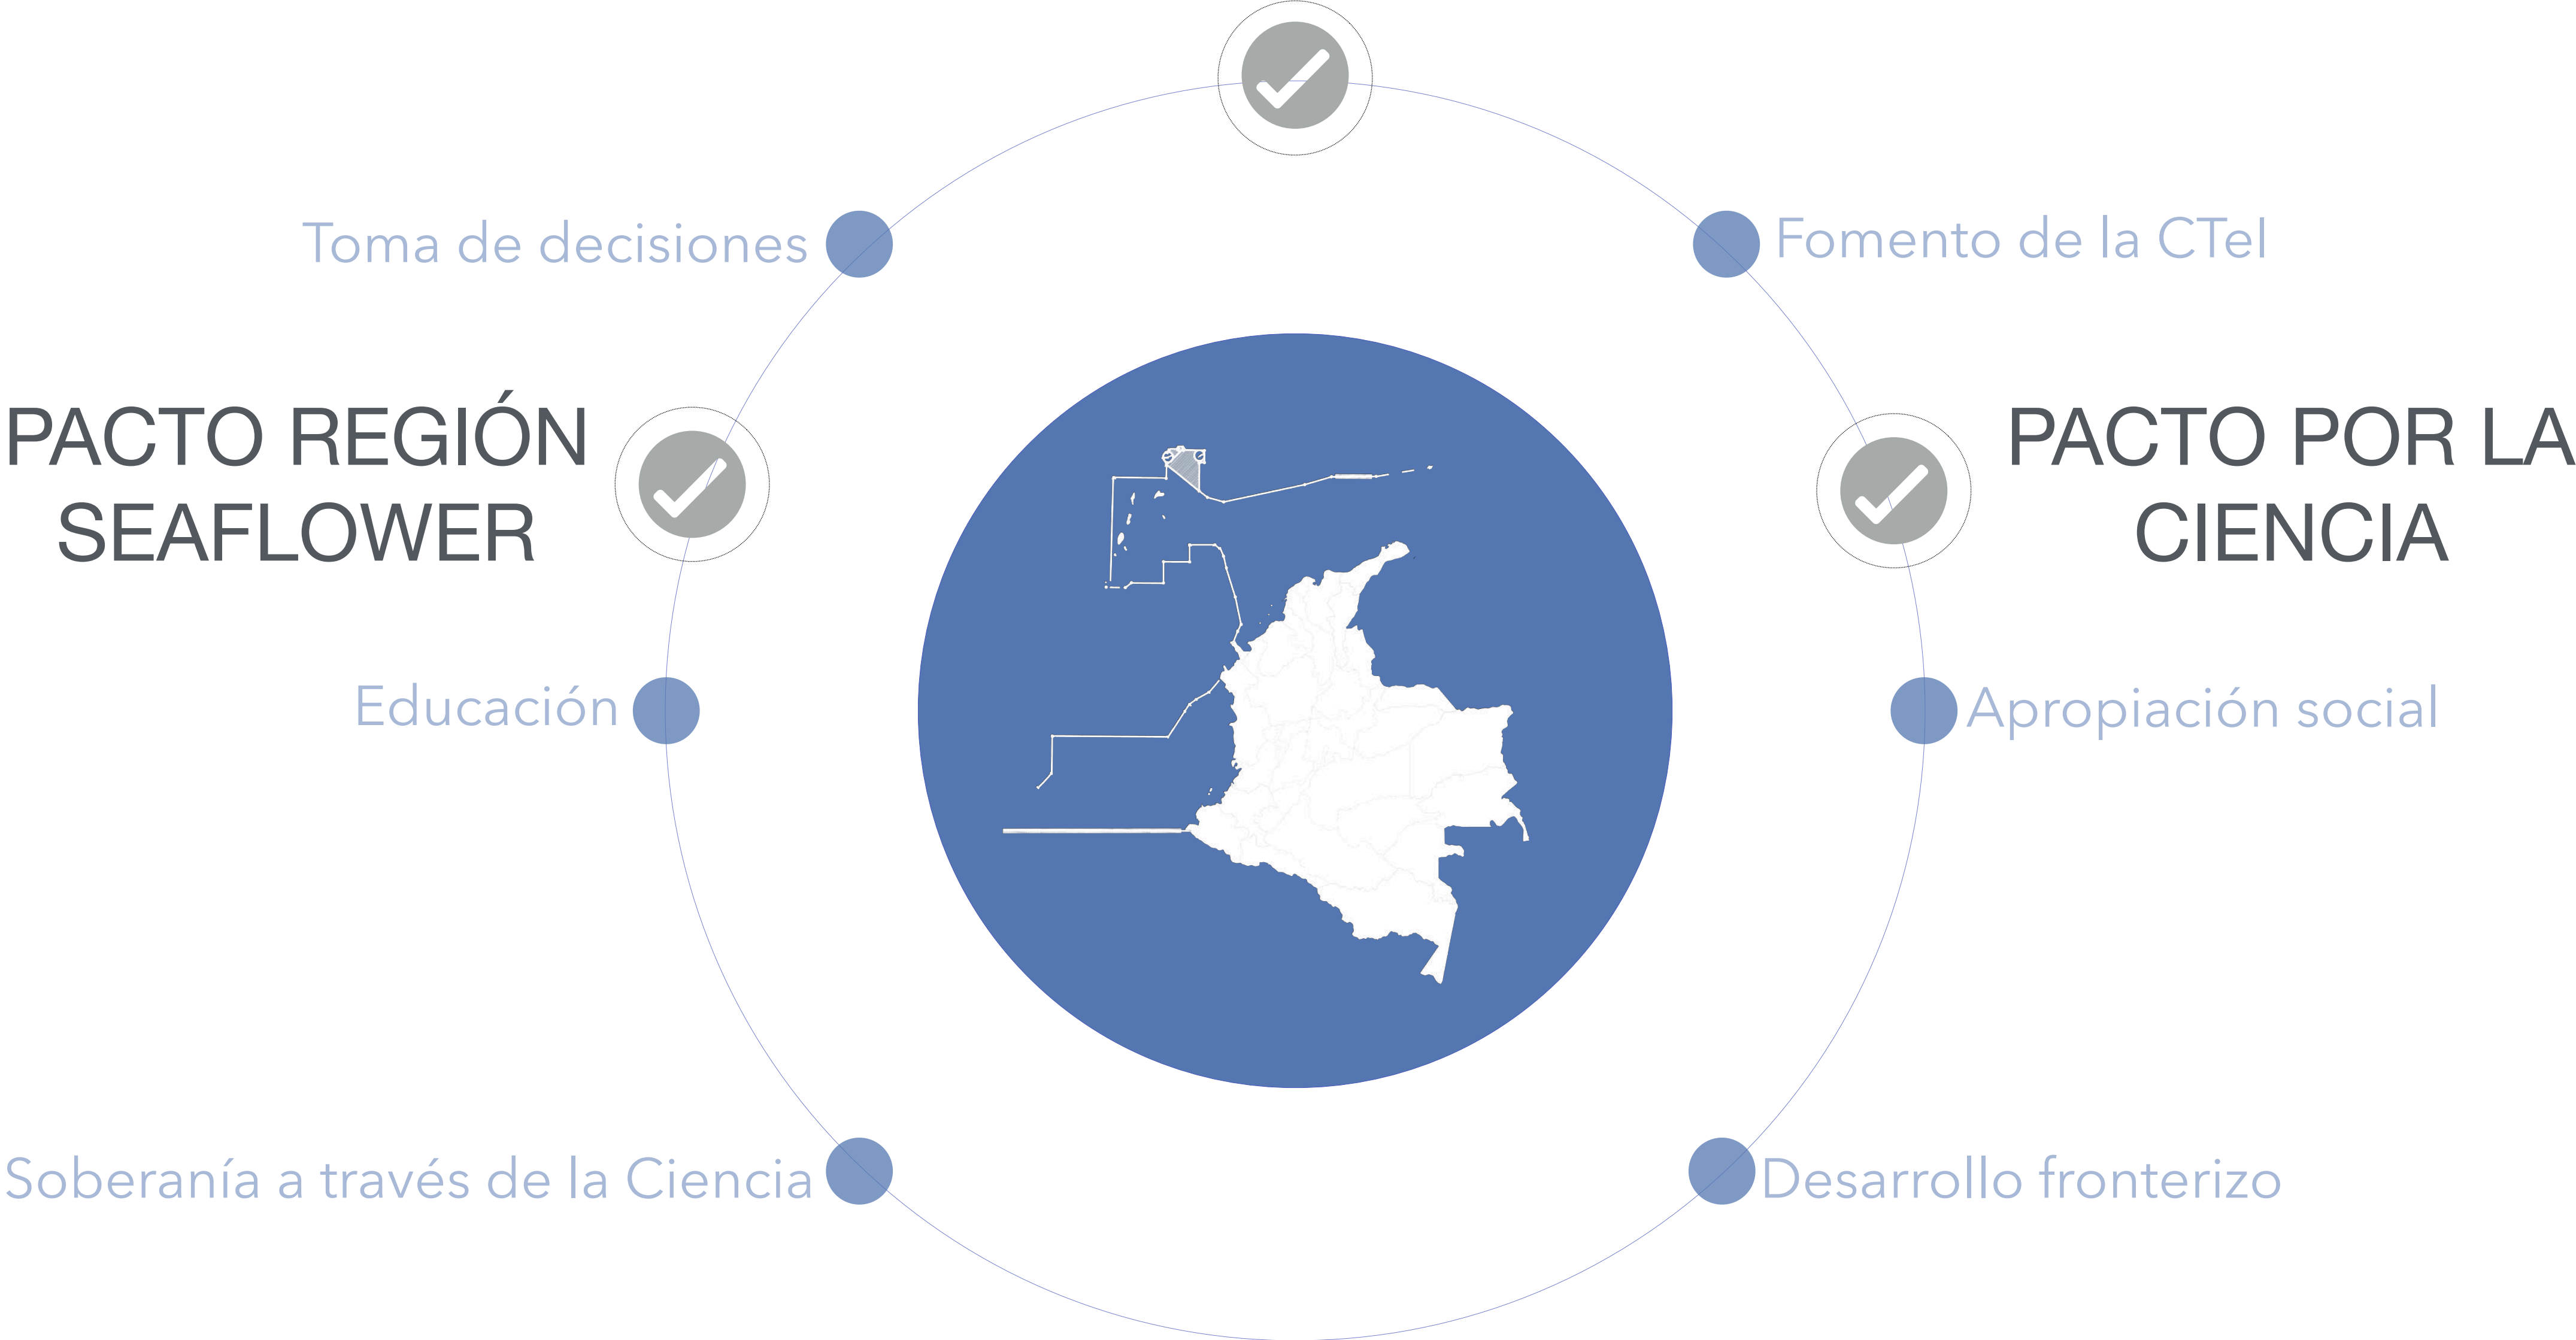 Toma de decisiones
Fomento de la CTeI
PACTO REGIÓN
SEAFLOWER
PACTO POR LA
CIENCIA
Educación
Apropiación social
Soberanía a través de la Ciencia
Desarrollo fronterizo